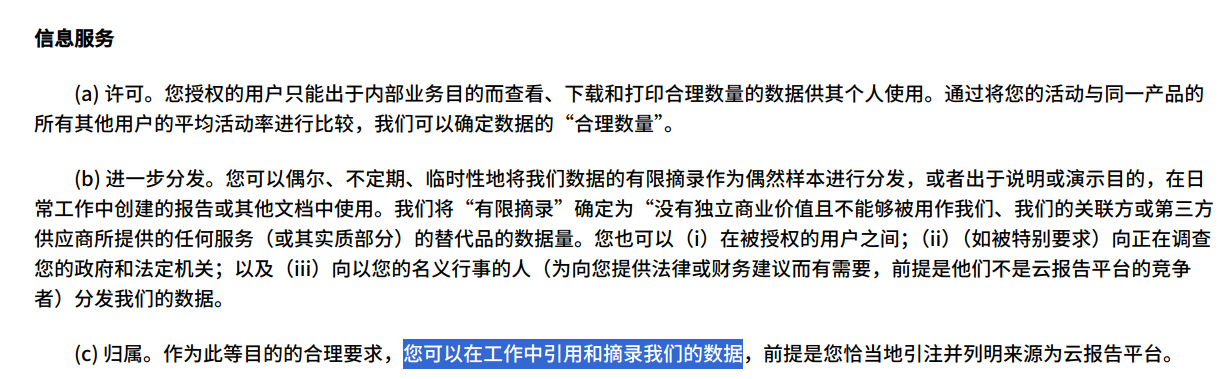 信息服务
(a) 许可。您授权的用户只能出于内部业务目的而查看、下载和打印合理数量的数据供其个人使用。通过将您的活动与同一产品的
所有其他用户的平均活动率进行比较，我们可以确定数据的“合理数量”。
(b) 进一步分发。您可以偶尔、不定期、临时性地将我们数据的有限摘录作为偶然样本进行分发，或者出于说明或演示目的，在日
常工作中创建的报告或其他文档中使用。我们将“有限摘录”确定为“没有独立商业价值且不能够被用作我们、我们的关联方或第三方
供应商所提供的任何服务（或其实质部分）的替代品的数据量。您也可以（i）在被授权的用户之间；（ii）（如被特别要求）向正在调查
您的政府和法定机关；以及（iii）向以您的名义行事的人（为向您提供法律或财务建议而有需要，前提是他们不是云报告平台的竞争
者）分发我们的数据。
(c) 归属。作为此等目的的合理要求，您可以在工作中引用和摘录我们的数据，前提是您恰当地引注并列明来源为云报告平台。